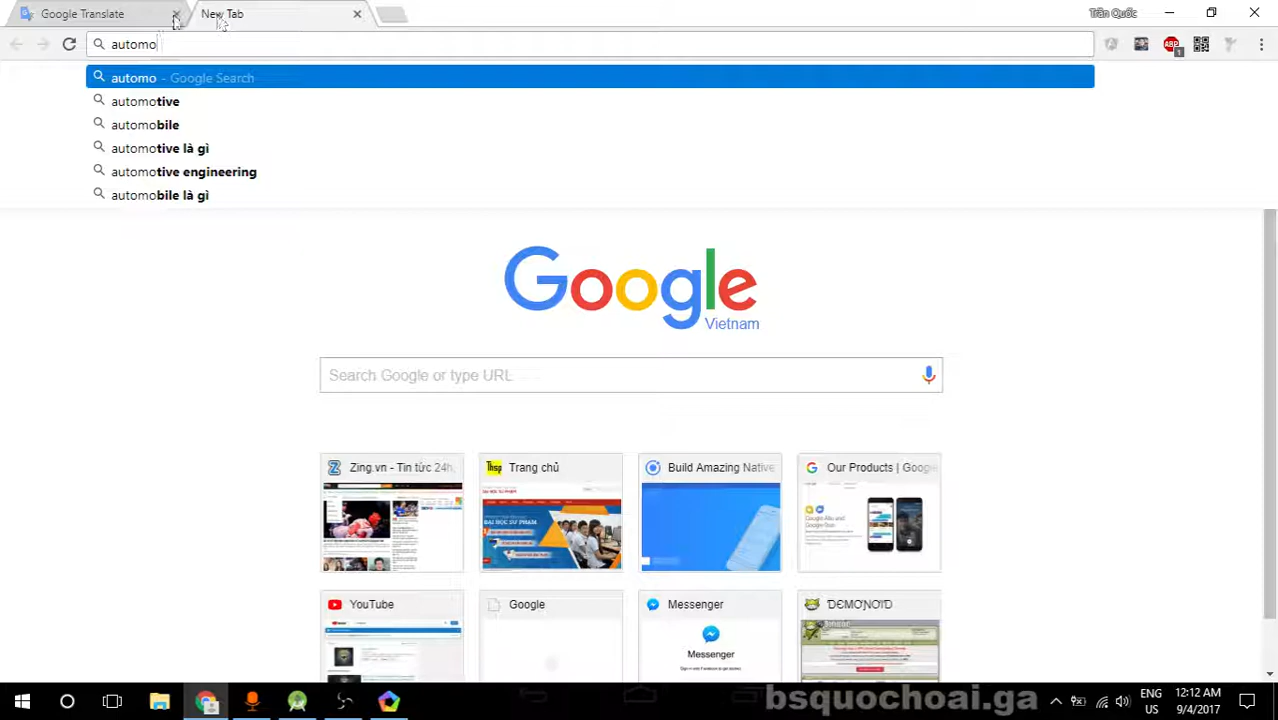 Google Translate
New Tab
Trần Quốc
automo
ABP
1
automo - Google Search
automotive
automobile
automotive là gì
automotive engineering
automobile là gì
Google
Vietnam
Search Google or type URL
Zing.vn - Tin tức 24h,
Trang chủ
Build Amazing Native
Our Products | Google
YouTube
Google
Messenger
Messenger
bsquochoai.ga
ENG
US
12:12 AM
9/4/2017